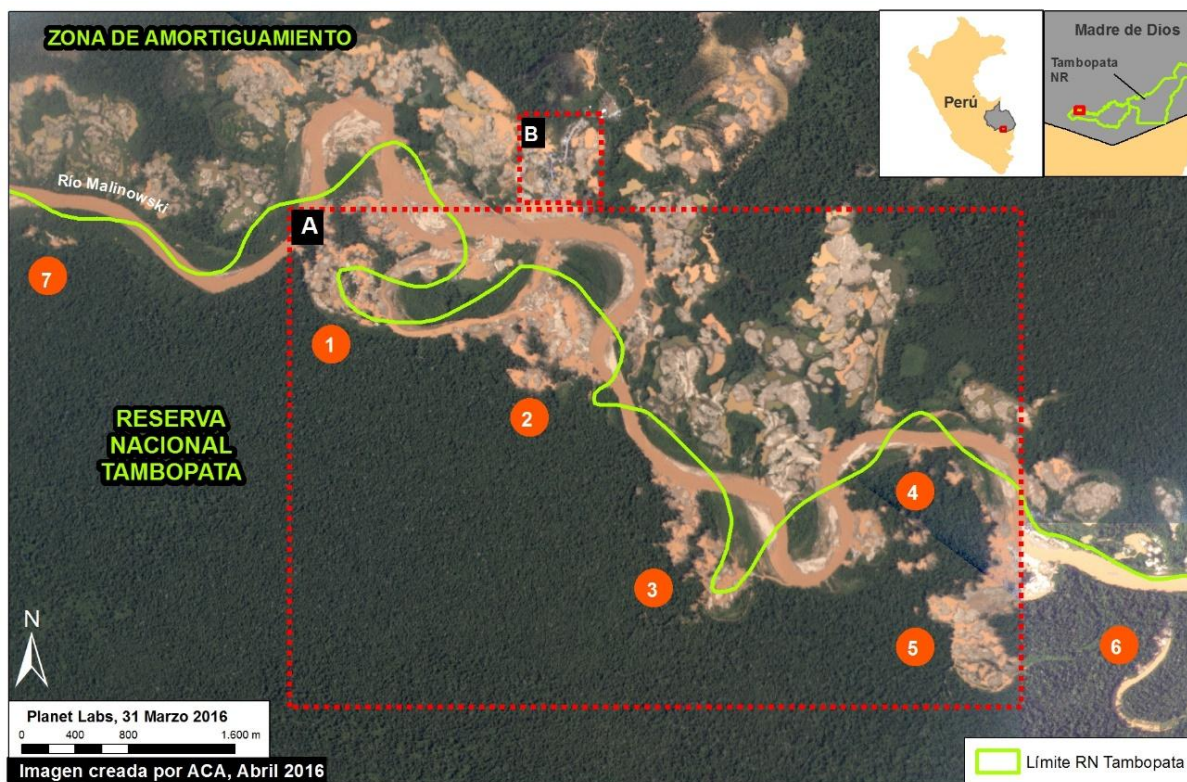 ZONA DE AMORTIGUAMIENTO
Perú
Madre de Dios
Tambopata
NR
B
Río Malinowski
A
7
1
2
RESERVA
NACIONAL
TAMBOPATA
4
3
5
6
N
Planet Labs, 31 Marzo 2016
0 400 800 1.600 m
Imagen creada por ACA, Abril 2016
Límite RN Tambopata